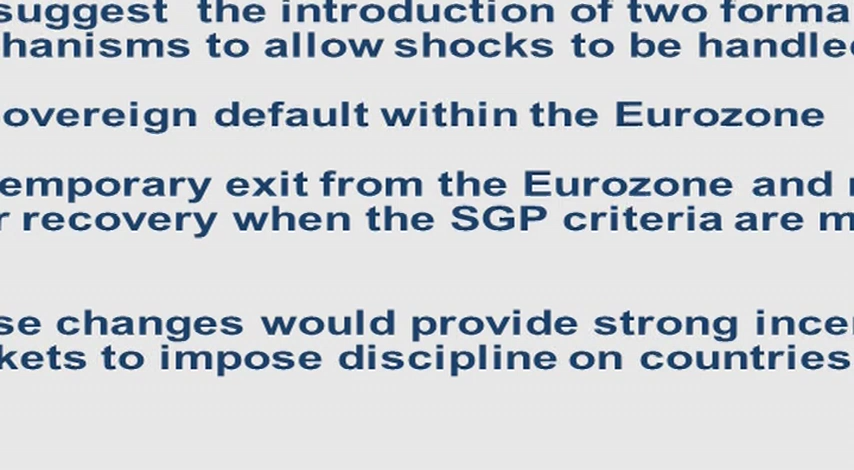 suggest the introduction of two forma
hanisms to allow shocks to be handle
overeign default within the Eurozone
emporary exit from the Eurozone and
r recovery when the SGP criteria are m
se changes would provide strong ince
kets to impose discipline on countries